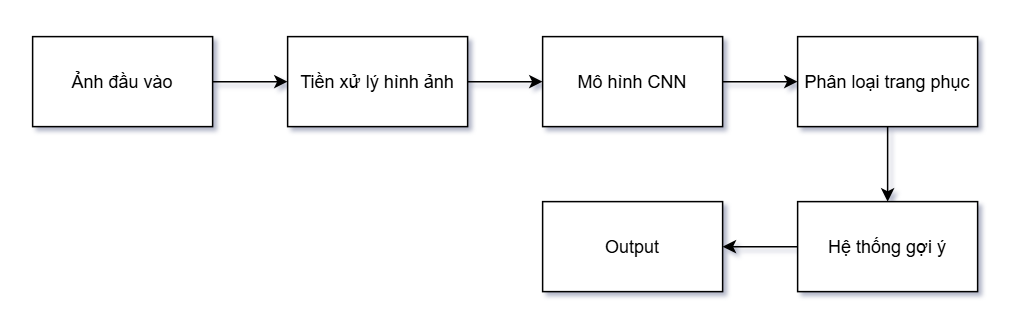 Ảnh đầu vào
Tiền xử lý hình ảnh
Mô hình CNN
Phân loại trang phục
Hệ thống gợi ý
Output